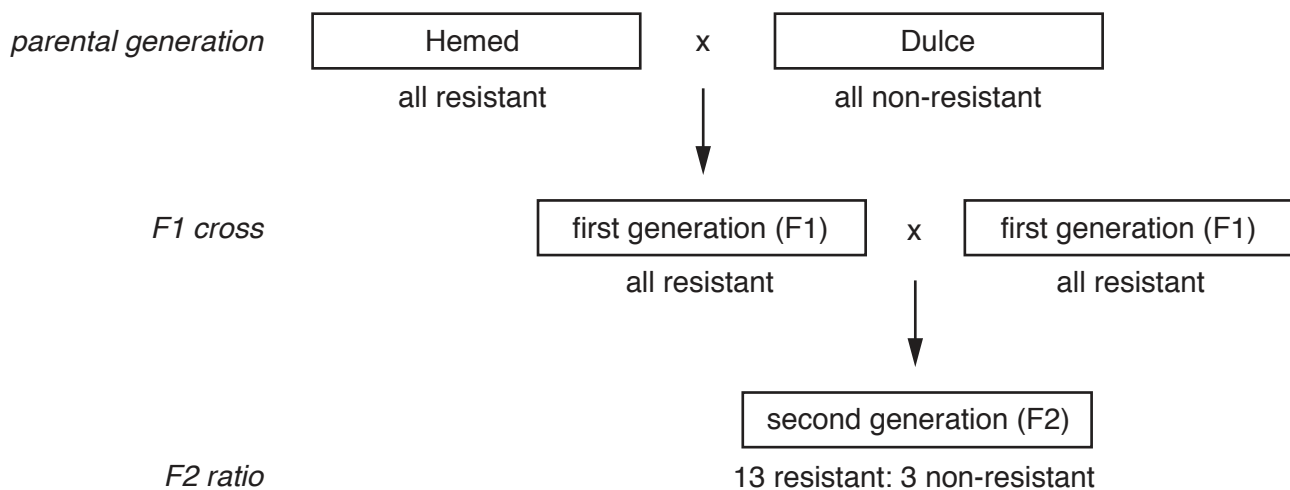 parental generation Hemed x Dulce
all resistant all non-resistant
F1 cross first generation (F1) x first generation (F1)
all resistant all resistant
second generation (F2)
F2 ratio 13 resistant: 3 non-resistant